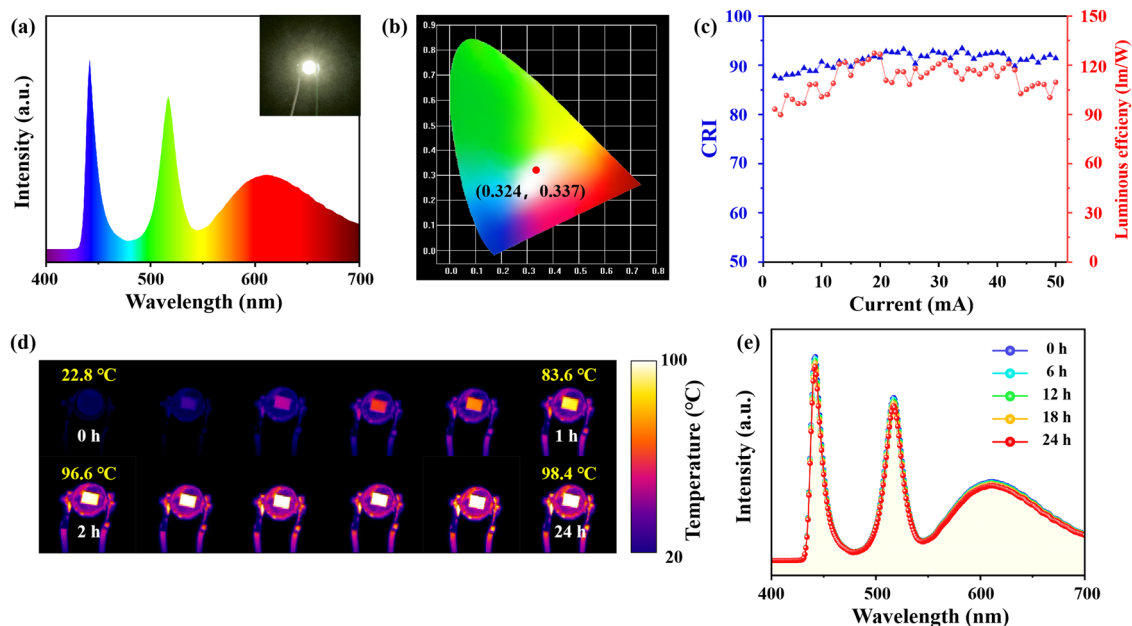 (a)
Intensity (a.u.)
400 500 600 700
Wavelength (nm)
(b)
0.9
0.8
0.7
0.6
0.5
0.4
0.3
0.2
0.1
0.0
(0.324, 0.337)
0.0 0.1 0.2 0.3 0.4 0.5 0.6 0.7 0.8
(c)
100
90
80
70
60
90
50
CRI
150
120
90
60
30
0
Luminous effcieny (lm/W)
0 10 20 30 40 50
Current (mA)
(d)
22.8 °C
83.6 °C
0 h
1 h
96.6 °C
98.4 °C
2 h
24 h
100
Temperature (°C)
20
(e)
0 h
6 h
12 h
18 h
24 h
Intensity (a.u.)
400 500 600 700
Wavelength (nm)